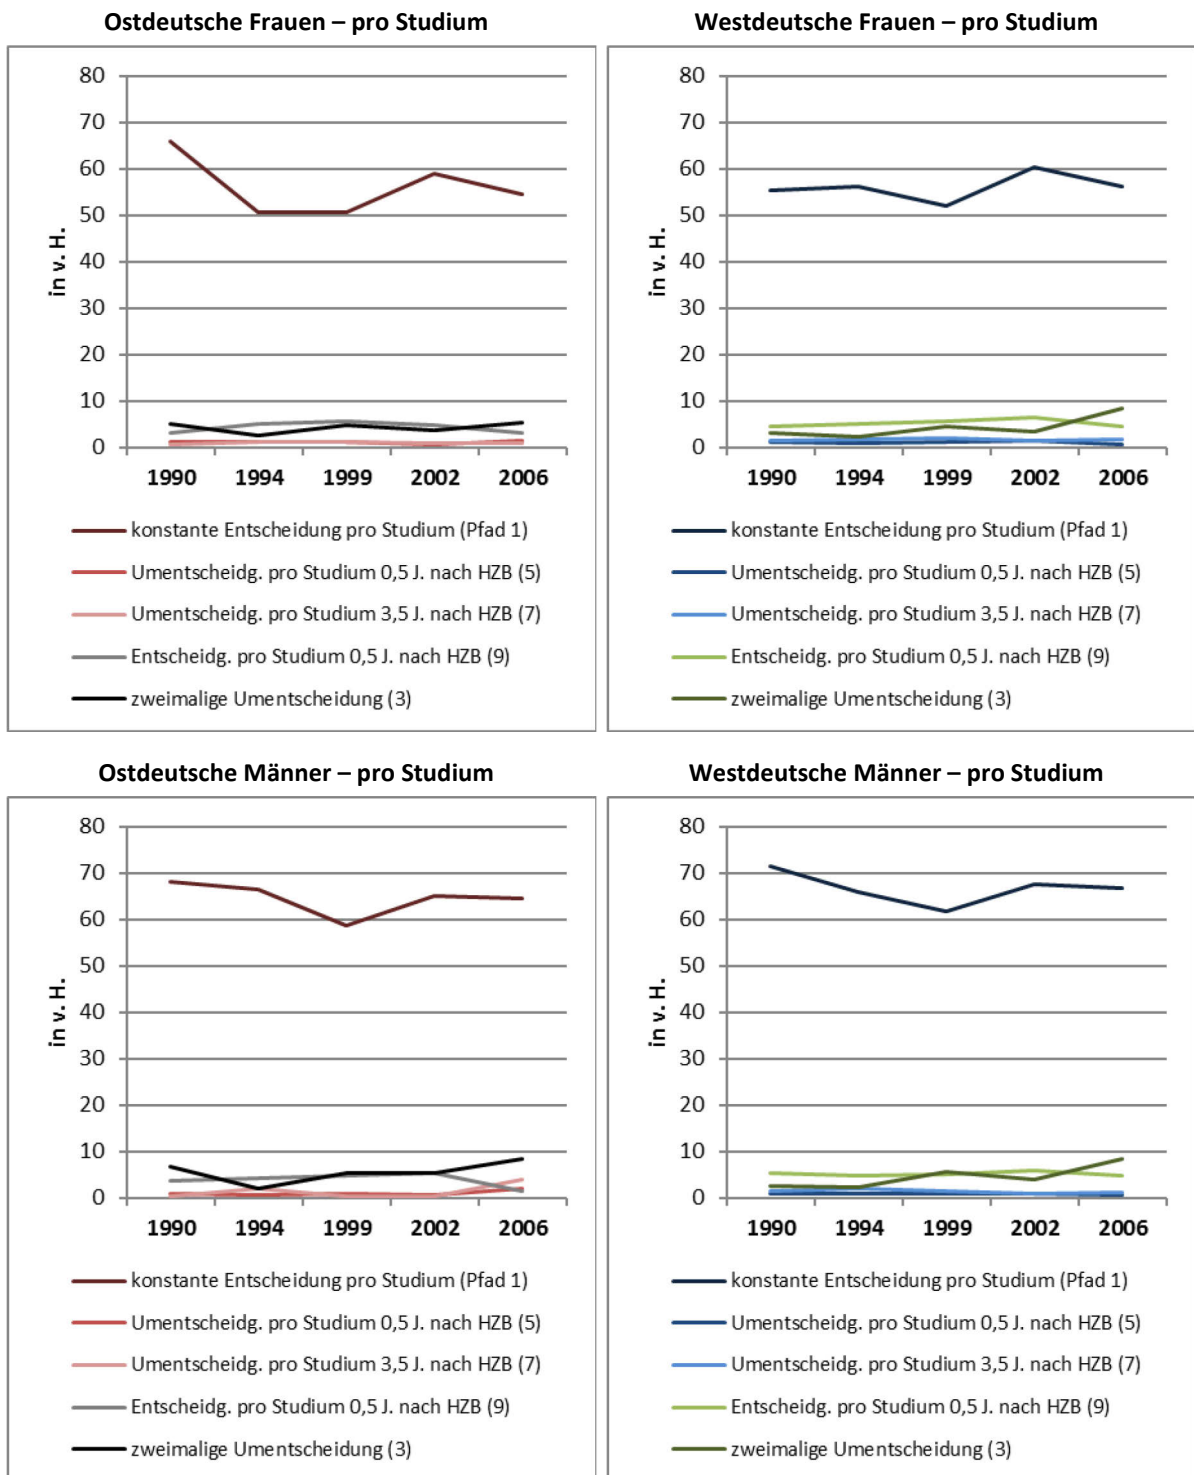 Ostdeutsche Frauen – pro Studium
80
70
60
50
40
30
20
10
0
in v. H.
1990 1994 1999 2002 2006
konstante Entscheidung pro Studium (Pfad 1)
Umentscheidg. pro Studium 0,5 J. nach HZB (5)
Umentscheidg. pro Studium 3,5 J. nach HZB (7)
Entscheidg. pro Studium 0,5 J. nach HZB (9)
zweimalige Umentscheidung (3)
Westdeutsche Frauen – pro Studium
80
70
60
50
40
30
20
10
0
in v. H.
1990 1994 1999 2002 2006
konstante Entscheidung pro Studium (Pfad 1)
Umentscheidg. pro Studium 0,5 J. nach HZB (5)
Umentscheidg. pro Studium 3,5 J. nach HZB (7)
Entscheidg. pro Studium 0,5 J. nach HZB (9)
zweimalige Umentscheidung (3)
Ostdeutsche Männer – pro Studium
80
70
60
50
40
30
20
10
0
in v. H.
1990 1994 1999 2002 2006
konstante Entscheidung pro Studium (Pfad 1)
Umentscheidg. pro Studium 0,5 J. nach HZB (5)
Umentscheidg. pro Studium 3,5 J. nach HZB (7)
Entscheidg. pro Studium 0,5 J. nach HZB (9)
zweimalige Umentscheidung (3)
Westdeutsche Männer – pro Studium
80
70
60
50
40
30
20
10
0
in v. H.
1990 1994 1999 2002 2006
konstante Entscheidung pro Studium (Pfad 1)
Umentscheidg. pro Studium 0,5 J. nach HZB (5)
Umentscheidg. pro Studium 3,5 J. nach HZB (7)
Entscheidg. pro Studium 0,5 J. nach HZB (9)
zweimalige Umentscheidung (3)